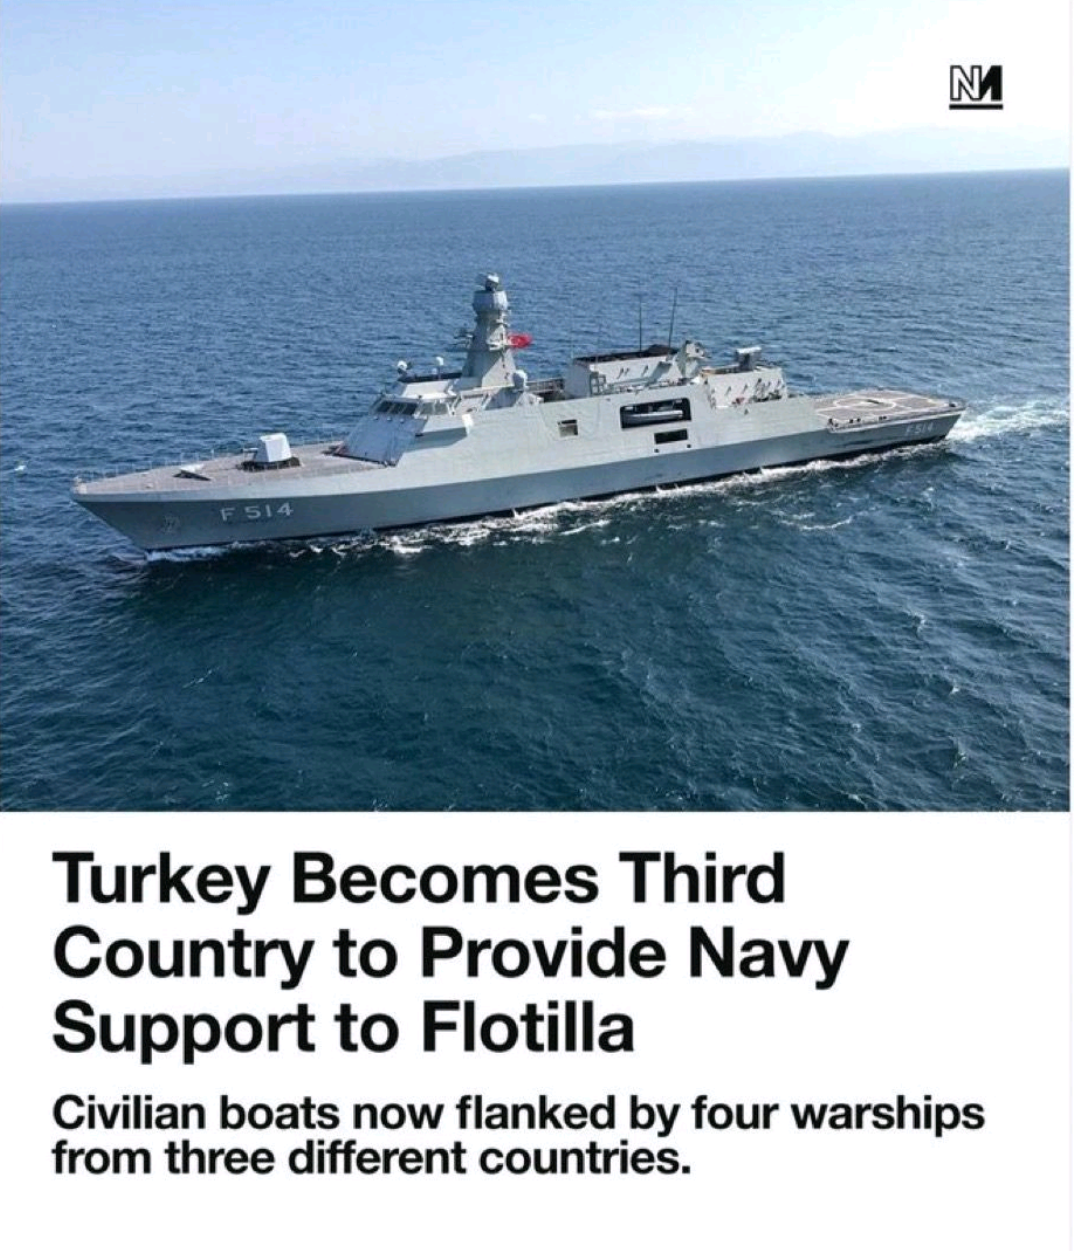 NM
F 514
F 514
Turkey Becomes Third
Country to Provide Navy
Support to Flotilla
Civilian boats now flanked by four warships
from three different countries.